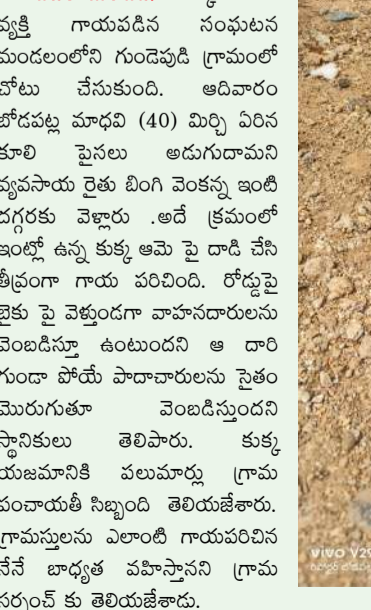 వ్యక్తి గాయపడిన సంఘటన
మండలంలోని గుండెపుడి గ్రామంలో
చోటు చేసుకుంది. ఆదివారం
బోడపట్ల మాధవి (40) మిర్చి ఏరిన
కూలి పైసలు అడుగుదామని
వ్యవసాయ రైతు బింగి వెంకన్న ఇంటి
దగ్గరకు వెళ్లారు .అదే క్రమంలో
ఇంట్లో ఉన్న కుక్క ఆమె పై దాడి చేసి
తీవ్రంగా గాయ పరిచింది. రోడ్డుపై
బైకు పై వెళ్తుండగా వాహనదారులను
వెంబడిస్తూ ఉంటుందని ఆ దారి
గుండా పోయే పాదాచారులను సైతం
మొరుగుతూ వెంబడిస్తుందని
స్థానికులు తెలిపారు. కుక్క
యజమానికి పలుమార్లు గ్రామ
పంచాయతీ సిబ్బంది తెలియజేశారు.
గ్రామస్తులను ఎలాంటి గాయపరిచిన
నేనే బాధ్యత వహిస్తానని గ్రామ
సర్పంచ్ కు తెలియజేశాడు.
vivo V29